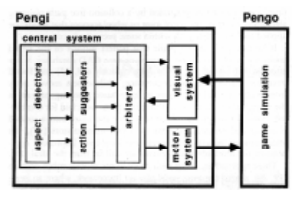 Pengi
Pengo
central system
aspect detectors
action suggestors
arbiters
visual
system
motor
system
game simulation